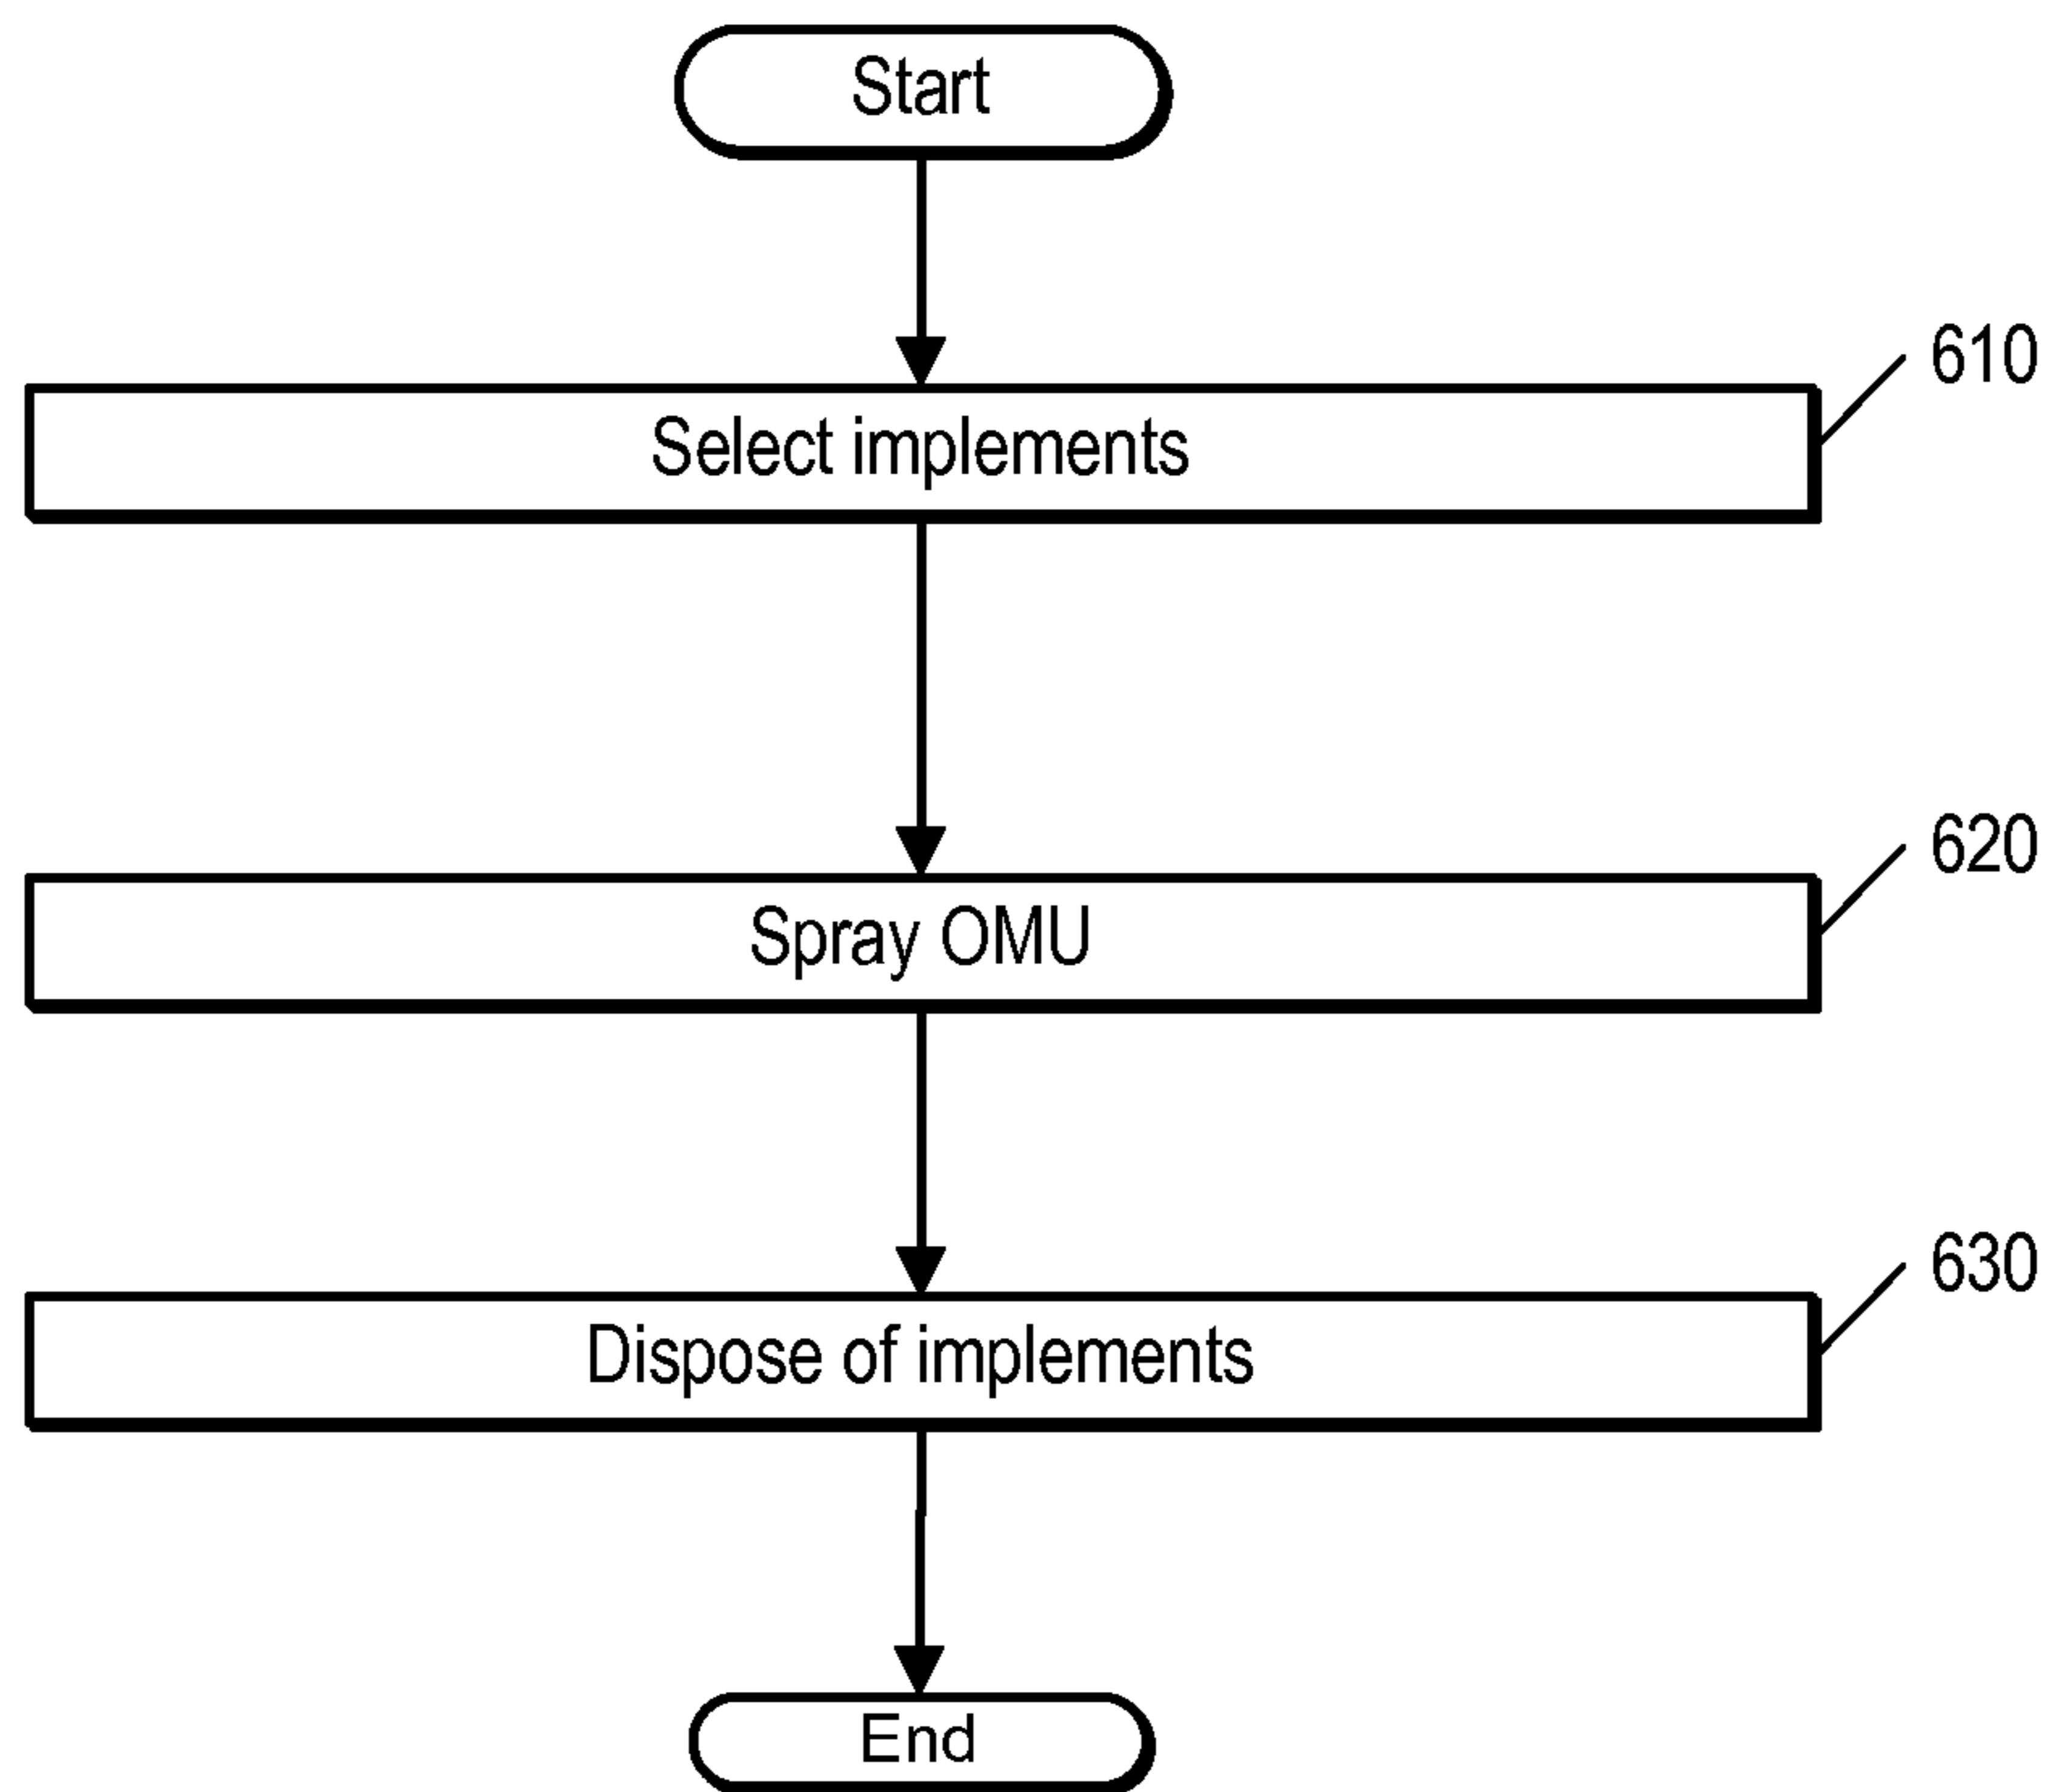 Start
610
Select implements
620
Spray OMU
630
Dispose of implements
End